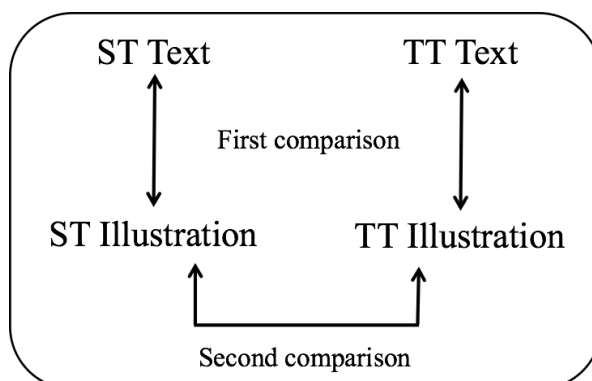 ST Text TT Text
First comparison
ST Illustration TT Illustration
Second comparison